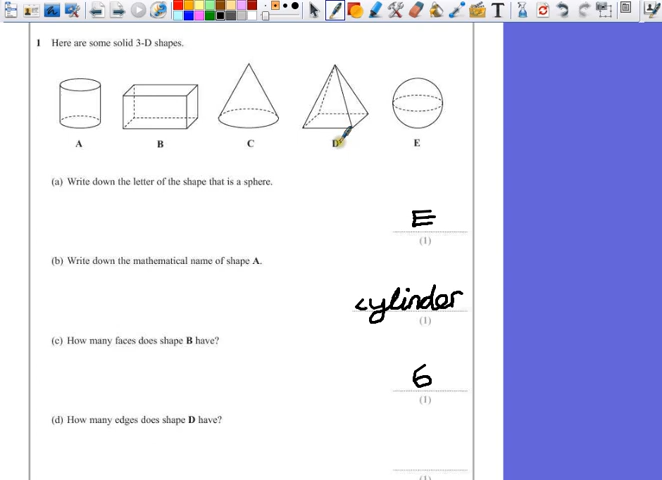 1 Here are some solid 3-D shapes.
A B C D E
(a) Write down the letter of the shape that is a sphere.
E
(1)
(b) Write down the mathematical name of shape A.
cylinder
(1)
(c) How many faces does shape B have?
6
(1)
(d) How many edges does shape D have?
(1)